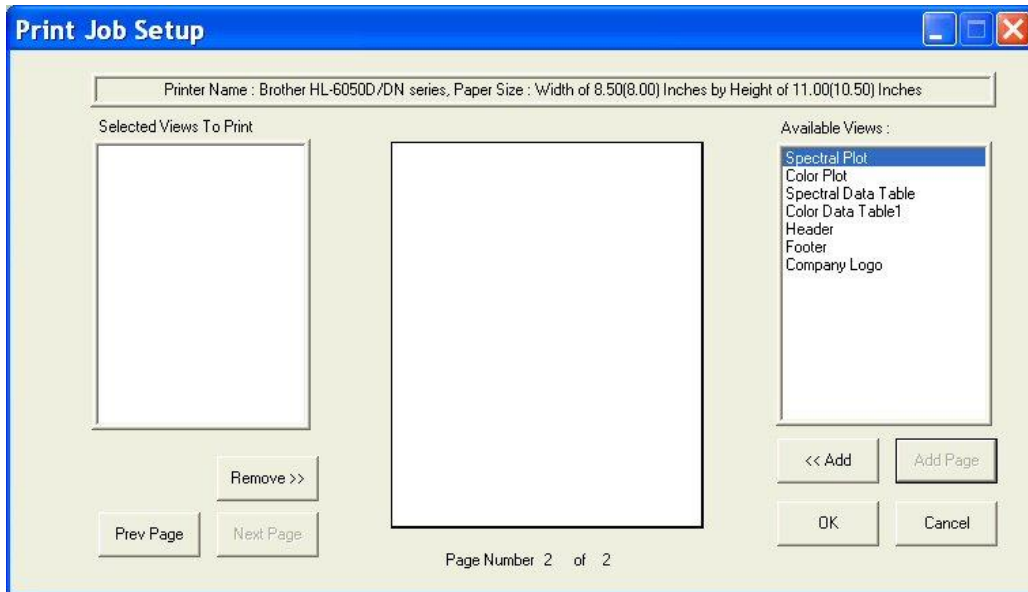 Print Job Setup
Printer Name : Brother HL-6050D/DN series, Paper Size : Width of 8.50(8.00) Inches by Height of 11.00(10.50) Inches
Selected Views To Print
Available Views :
Spectral Plot
Color Plot
Spectral Data Table
Color Data Table1
Header
Footer
Company Logo
<< Add
Add Page
Remove >>
OK
Cancel
Prev Page
Next Page
Page Number 2 of 2